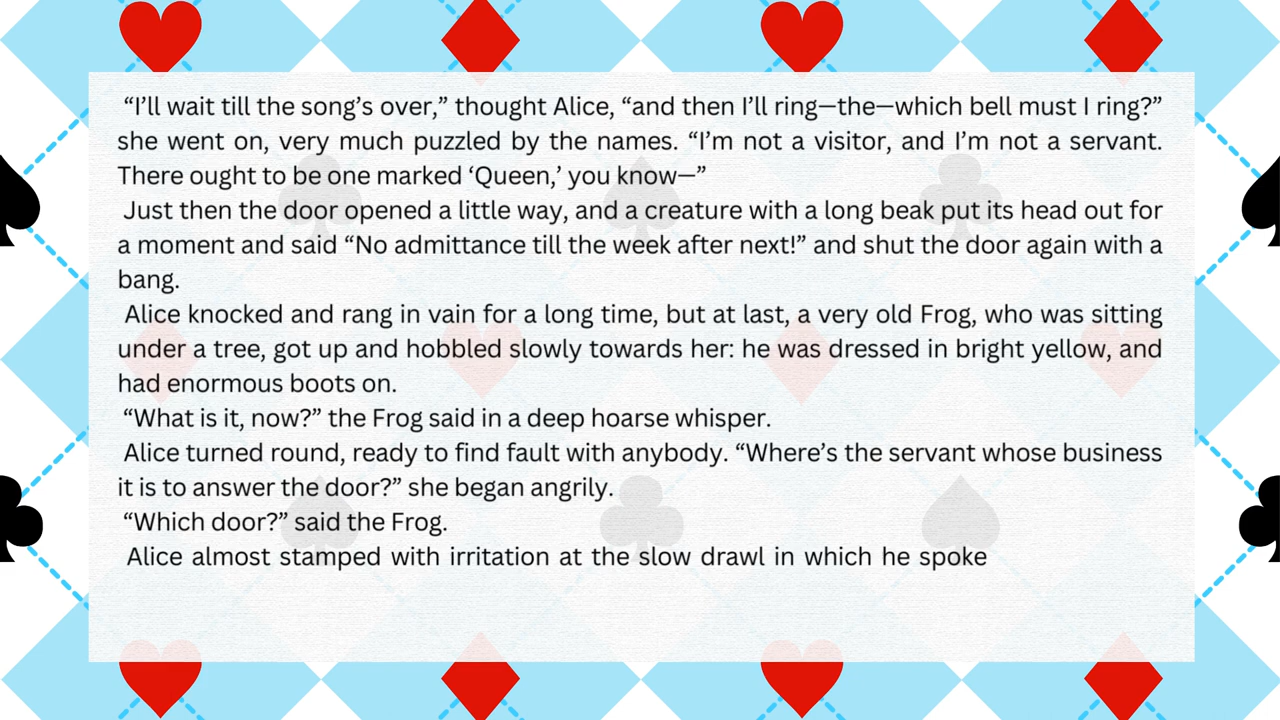 “I’ll wait till the song’s over,” thought Alice, “and then I’ll ring—the—which bell must I ring?”
she went on, very much puzzled by the names. “I’m not a visitor, and I’m not a servant.
There ought to be one marked ‘Queen,’ you know—”
Just then the door opened a little way, and a creature with a long beak put its head out for
a moment and said “No admittance till the week after next!” and shut the door again with a
bang.
Alice knocked and rang in vain for a long time, but at last, a very old Frog, who was sitting
under a tree, got up and hobbled slowly towards her: he was dressed in bright yellow, and
had enormous boots on.
“What is it, now?” the Frog said in a deep hoarse whisper.
Alice turned round, ready to find fault with anybody. “Where’s the servant whose business
it is to answer the door?” she began angrily.
“Which door?” said the Frog.
Alice almost stamped with irritation at the slow drawl in which he spoke